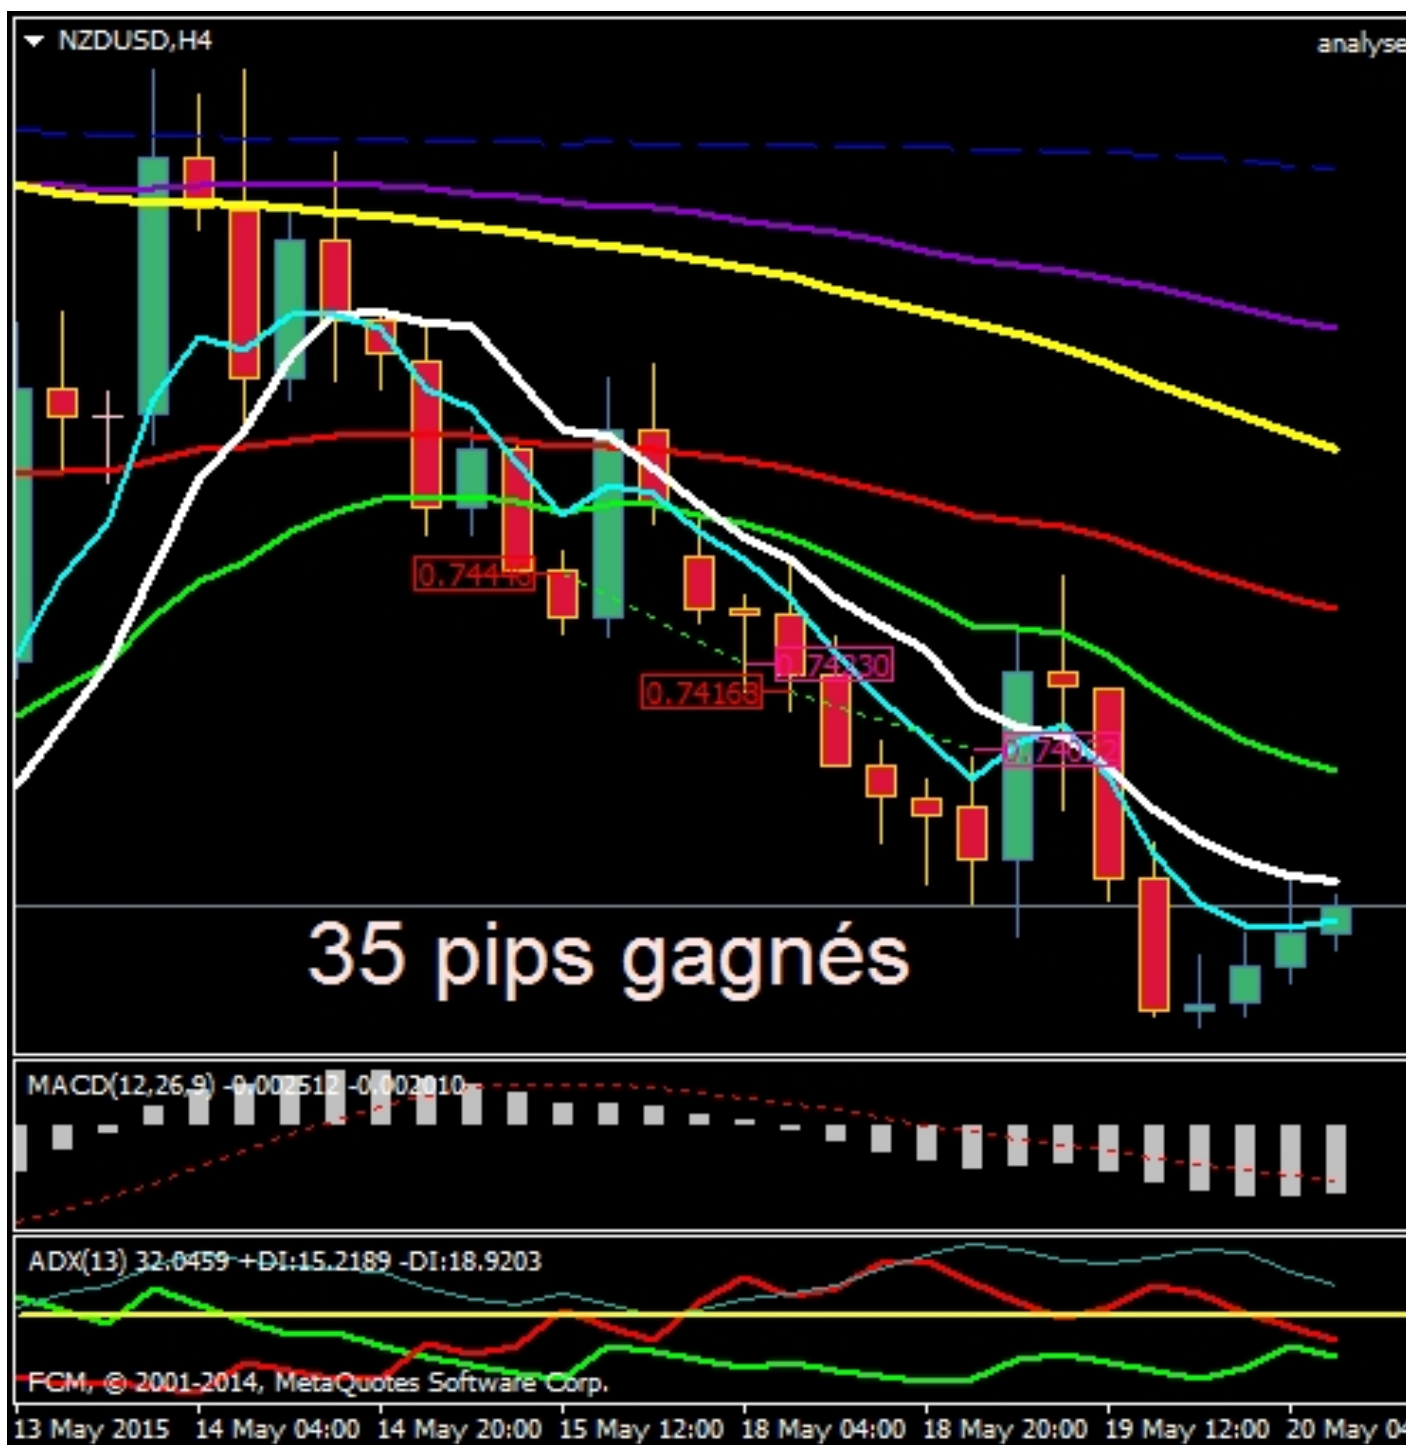 NZDUSD,H4
analyse
0.74448
0.74230
0.74168
35 pips gagnés
MACD(12,26,9) -0.002512 -0.002010
ADX(13) 32.0459 +DI:15.2189 -DI:18.9203
FCM, © 2001-2014, MetaQuotes Software Corp.
13 May 2015 14 May 04:00 14 May 20:00 15 May 12:00 18 May 04:00 18 May 20:00 19 May 12:00 20 May